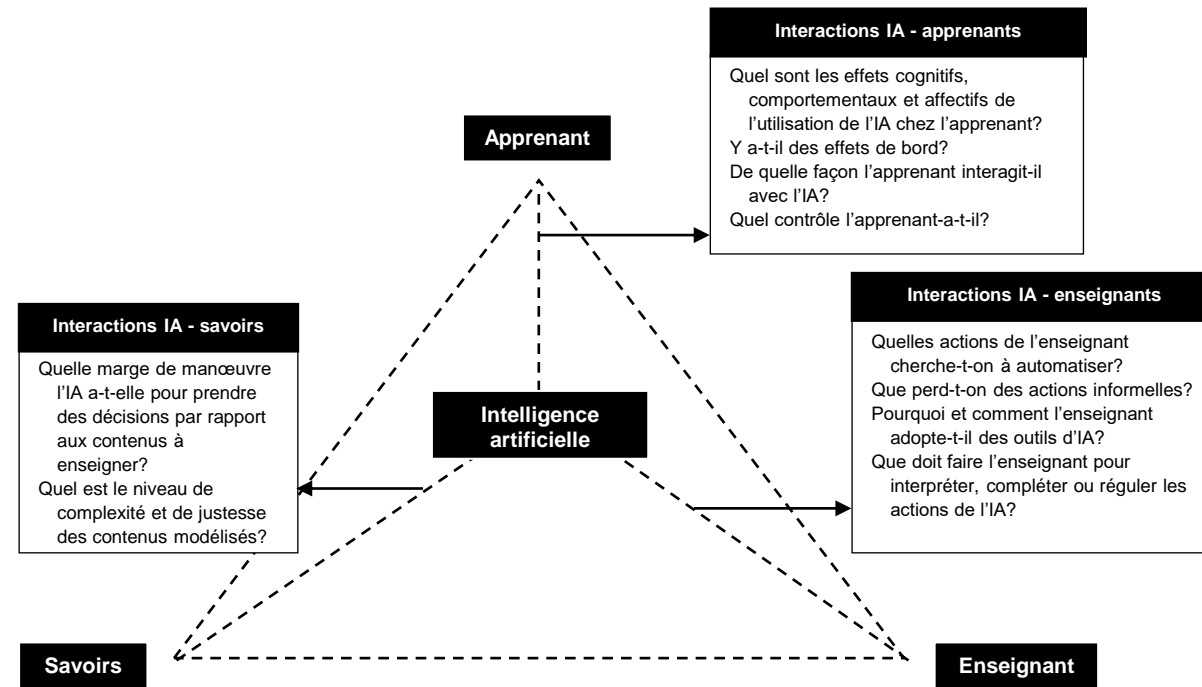 Interactions IA - apprenants
Quel sont les effets cognitifs,
comportementaux et affectifs de
l’utilisation de l’IA chez l’apprenant?
Y a-t-il des effets de bord?
De quelle façon l’apprenant interagit-il
avec l’IA?
Quel contrôle l’apprenant-a-t-il?
Apprenant
Interactions IA - enseignants
Quelles actions de l’enseignant
cherche-t-on à automatiser?
Que perd-t-on des actions informelles?
Pourquoi et comment l’enseignant
adopte-t-il des outils d’IA?
Que doit faire l’enseignant pour
interpréter, compléter ou réguler les
actions de l’IA?
Interactions IA - savoirs
Quelle marge de manœuvre
l’IA a-t-elle pour prendre
des décisions par rapport
aux contenus à
enseigner?
Quel est le niveau de
complexité et de justesse
des contenus modélisés?
Intelligence
artificielle
Savoirs
Enseignant